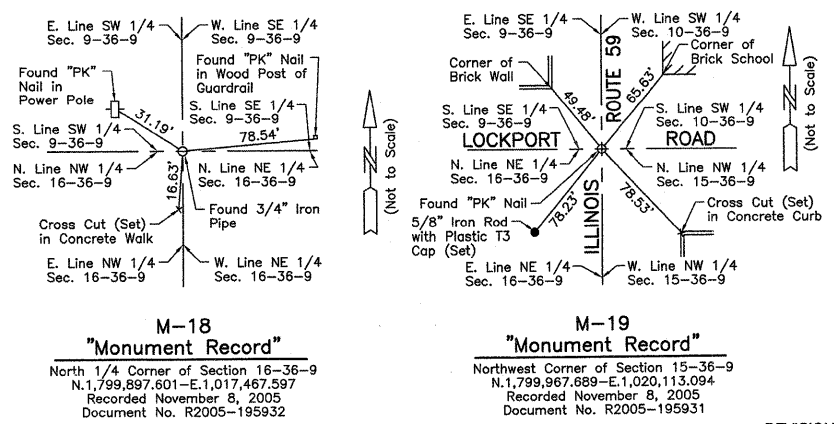 E. Line SW 1/4
Sec. 9-36-9
W. Line SE 1/4
Sec. 9-36-9
Found "PK"
Nail in
Power Pole
Found "PK" Nail
in Wood Post of
Guardrail
31.19'
S. Line SE 1/4
Sec. 9-36-9
78.54'
S. Line SW 1/4
Sec. 9-36-9
N. Line NW 1/4
Sec. 16-36-9
N. Line NE 1/4
Sec. 16-36-9
16.63'
Found 3/4" Iron
Pipe
Cross Cut (Set)
in Concrete Walk
E. Line NW 1/4
Sec. 16-36-9
W. Line NE 1/4
Sec. 16-36-9
N
(Not to Scale)
M-18
"Monument Record"
North 1/4 Corner of Section 16-36-9
N.1,799,897.601-E.1,017,467.597
Recorded November 8, 2005
Document No. R2005-195932
E. Line SE 1/4
Sec. 9-36-9
W. Line SW 1/4
Sec. 10-36-9
Corner of
Brick Wall
Corner of
Brick School
ROUTE 59
49.48'
65.63'
S. Line SE 1/4
Sec. 9-36-9
S. Line SW 1/4
Sec. 10-36-9
LOCKPORT
ROAD
N. Line NE 1/4
Sec. 16-36-9
N. Line NW 1/4
Sec. 15-36-9
Found "PK" Nail
5/8" Iron Rod
with Plastic T3
Cap (Set)
78.23'
ILLINOIS
78.53'
Cross Cut (Set)
in Concrete Curb
E. Line NE 1/4
Sec. 16-36-9
W. Line NW 1/4
Sec. 15-36-9
N
(Not to Scale)
M-19
"Monument Record"
Northwest Corner of Section 15-36-9
N.1,799,967.689-E.1,020,113.094
Recorded November 8, 2005
Document No. R2005-195931